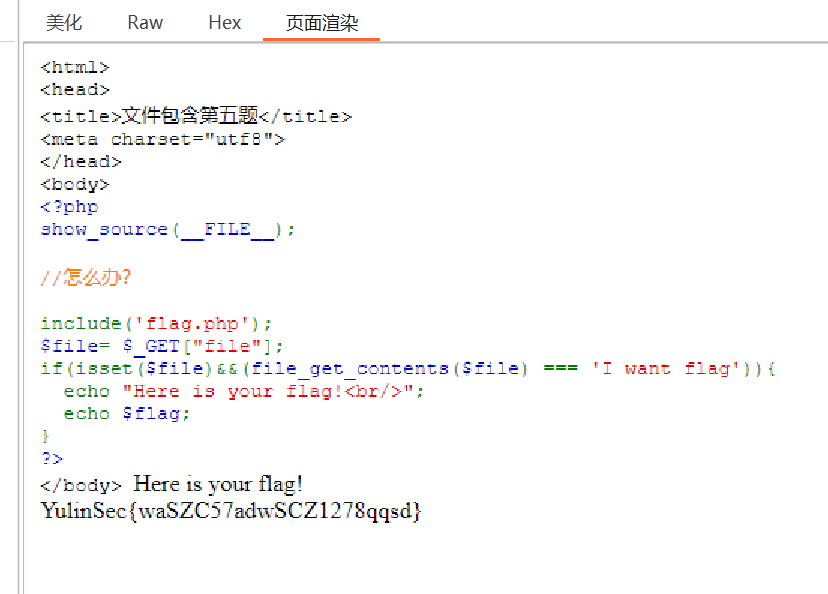 美化 Raw Hex 页面渲染
<html>
<head>
<title>文件包含第五题</title>
<meta charset="utf8">
</head>
<body>
<?php
show_source(__FILE__);
//怎么办?
include('flag.php');
$file= $_GET["file"];
if(isset($file)&&(file_get_contents($file) === 'I want flag')){
  echo "Here is your flag!<br/>";
  echo $flag;
}
?>
</body> Here is your flag!
YulinSec{waSZC57adwSCZ1278qqsd}